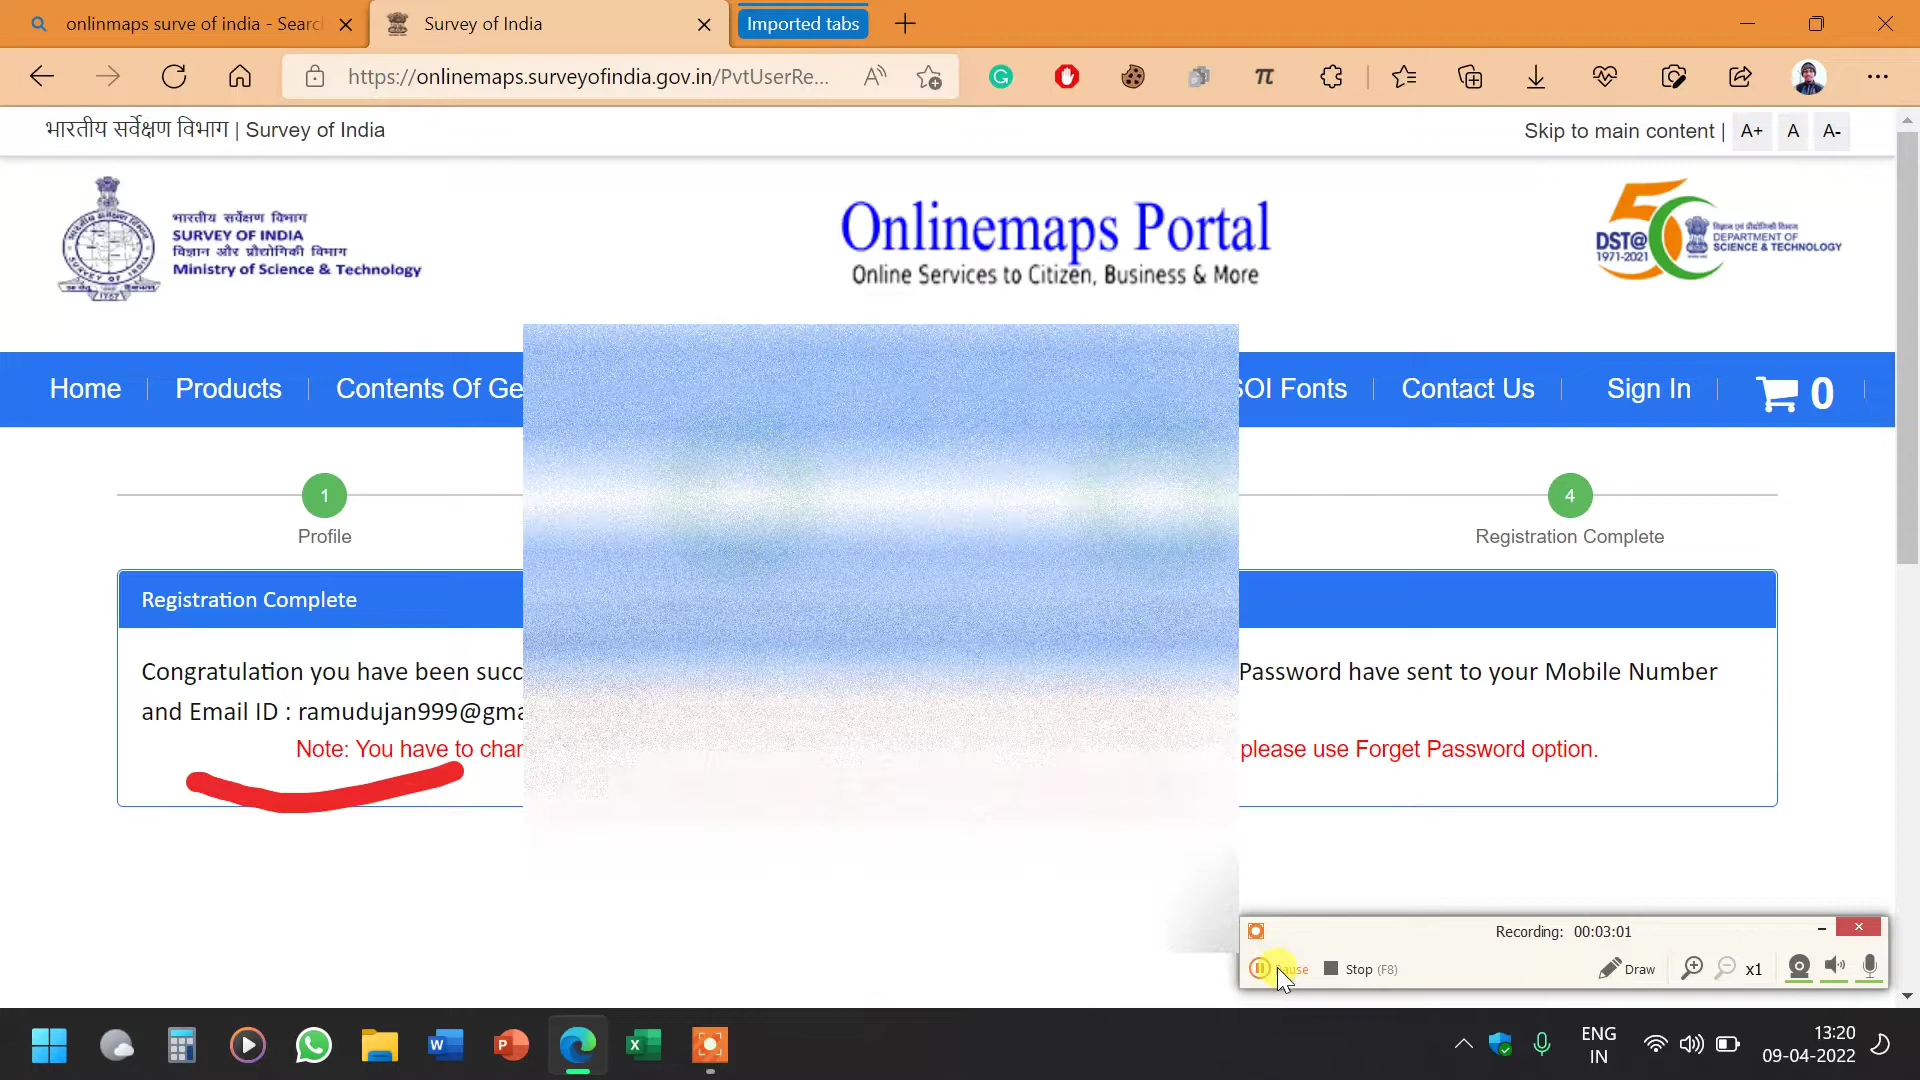 onlinmaps surve of india - Searc
Survey of India
Imported tabs
https://onlinemaps.surveyofindia.gov.in/PvtUserRe...
भारतीय सर्वेक्षण विभाग | Survey of India
Skip to main content |
A+
A
A-
भारतीय सर्वेक्षण विभाग
SURVEY OF INDIA
विज्ञान और प्रौद्योगिकी विभाग
Ministry of Science & Technology
Onlinemaps Portal
Online Services to Citizen, Business & More
50
DST@
1971-2021
विज्ञान एवं प्रौद्योगिकी विभाग
DEPARTMENT OF
SCIENCE & TECHNOLOGY
Home
Products
Contents Of Ge
SOI Fonts
Contact Us
Sign In
0
1
Profile
4
Registration Complete
Registration Complete
Congratulation you have been succ
Password have sent to your Mobile Number
and Email ID : ramudujan999@gma
Note: You have to char
please use Forget Password option.
Recording: 00:03:01
Pause
Stop (F8)
Draw
x1
ENG
IN
13:20
09-04-2022